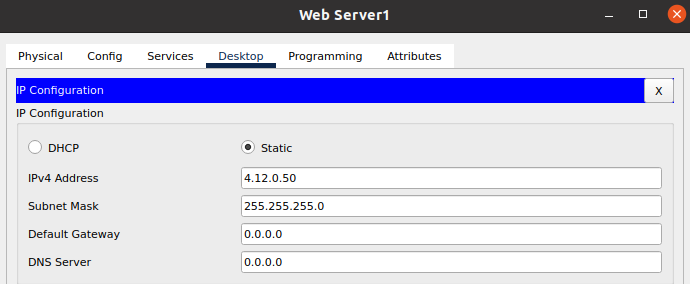 Web Server1
Physical Config Services Desktop Programming Attributes
IP Configuration X
IP Configuration
DHCP Static
IPv4 Address 4.12.0.50
Subnet Mask 255.255.255.0
Default Gateway 0.0.0.0
DNS Server 0.0.0.0